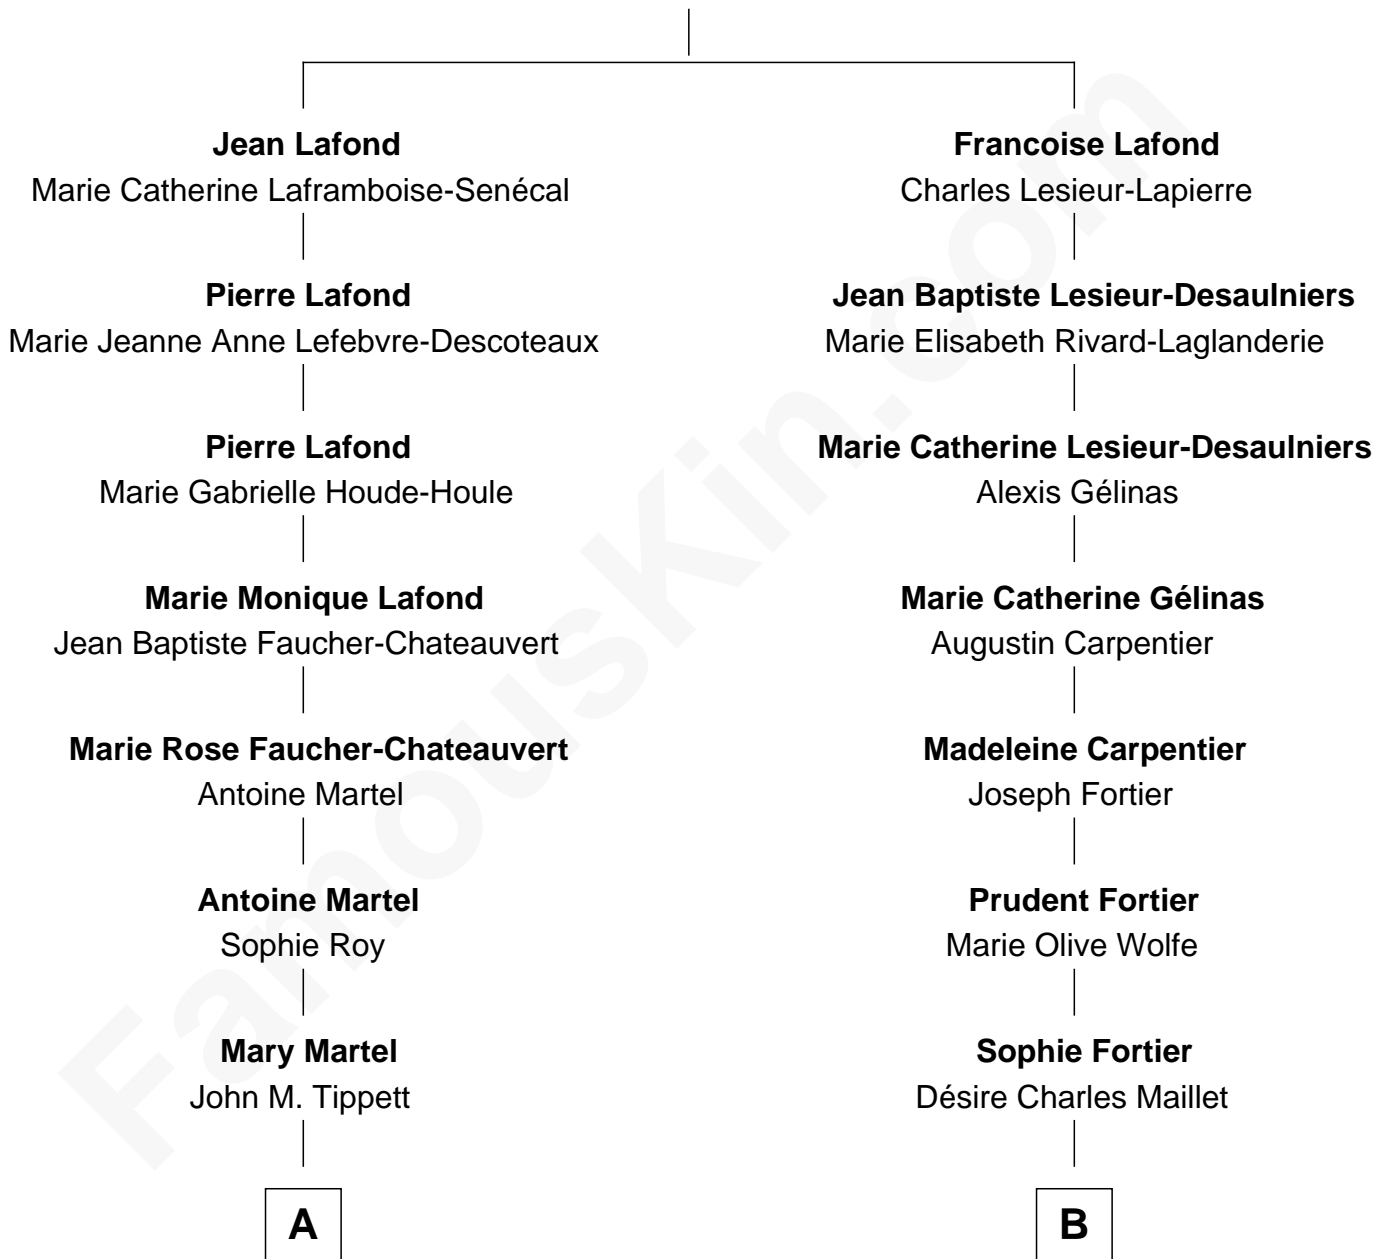 Jean Lafond
Marie Catherine Laframboise-Senécal
Pierre Lafond
Marie Jeanne Anne Lefebvre-Descoteaux
Pierre Lafond
Marie Gabrielle Houde-Houle
Marie Monique Lafond
Jean Baptiste Faucher-Chateauvert
Marie Rose Faucher-Chateauvert
Antoine Martel
Antoine Martel
Sophie Roy
Mary Martel
John M. Tippett
A
Francoise Lafond
Charles Lesieur-Lapierre
Jean Baptiste Lesieur-Desaulniers
Marie Elisabeth Rivard-Laglanderie
Marie Catherine Lesieur-Desaulniers
Alexis Gélinas
Marie Catherine Gélinas
Augustin Carpentier
Madeleine Carpentier
Joseph Fortier
Prudent Fortier
Marie Olive Wolfe
Sophie Fortier
Désire Charles Maillet
B
FamousKin.com